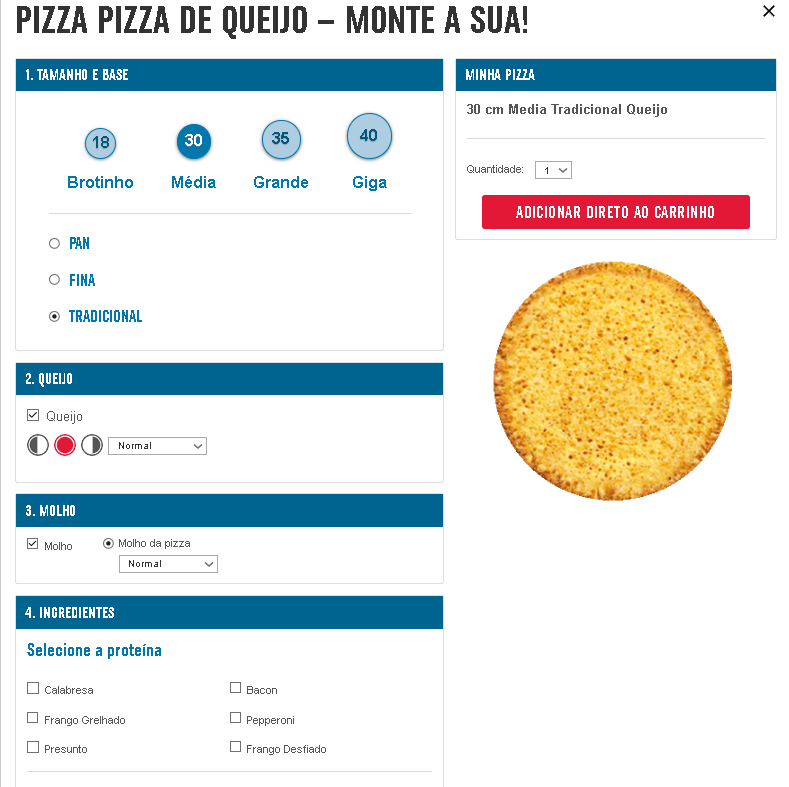 PIZZA PIZZA DE QUEIJO – MONTE A SUA!
1. TAMANHO E BASE
18
30
35
40
Brotinho
Média
Grande
Giga
PAN
FINA
TRADICIONAL
2. QUEIJO
Queijo
Normal
3. MOLHO
Molho
Molho da pizza
Normal
4. INGREDIENTES
Selecione a proteína
Calabresa
Bacon
Frango Grelhado
Pepperoni
Presunto
Frango Desfiado
MINHA PIZZA
30 cm Media Tradicional Queijo
Quantidade:
1
ADICIONAR DIRETO AO CARRINHO